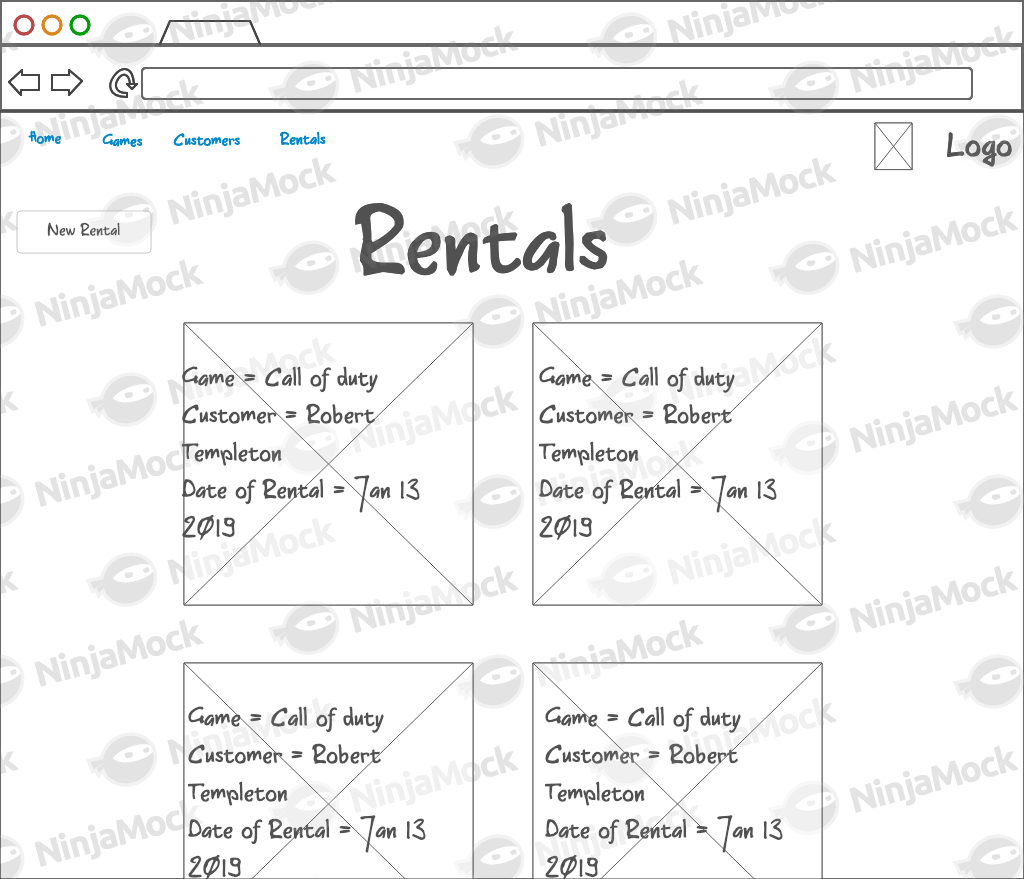 Home Games Customers Rentals Logo
New Rental
Rentals
Game = Call of duty
Customer = Robert
Templeton
Date of Rental = Jan 13
2019
Game = Call of duty
Customer = Robert
Templeton
Date of Rental = Jan 13
2019
Game = Call of duty
Customer = Robert
Templeton
Date of Rental = Jan 13
2019
Game = Call of duty
Customer = Robert
Templeton
Date of Rental = Jan 13
2019
NinjaMock